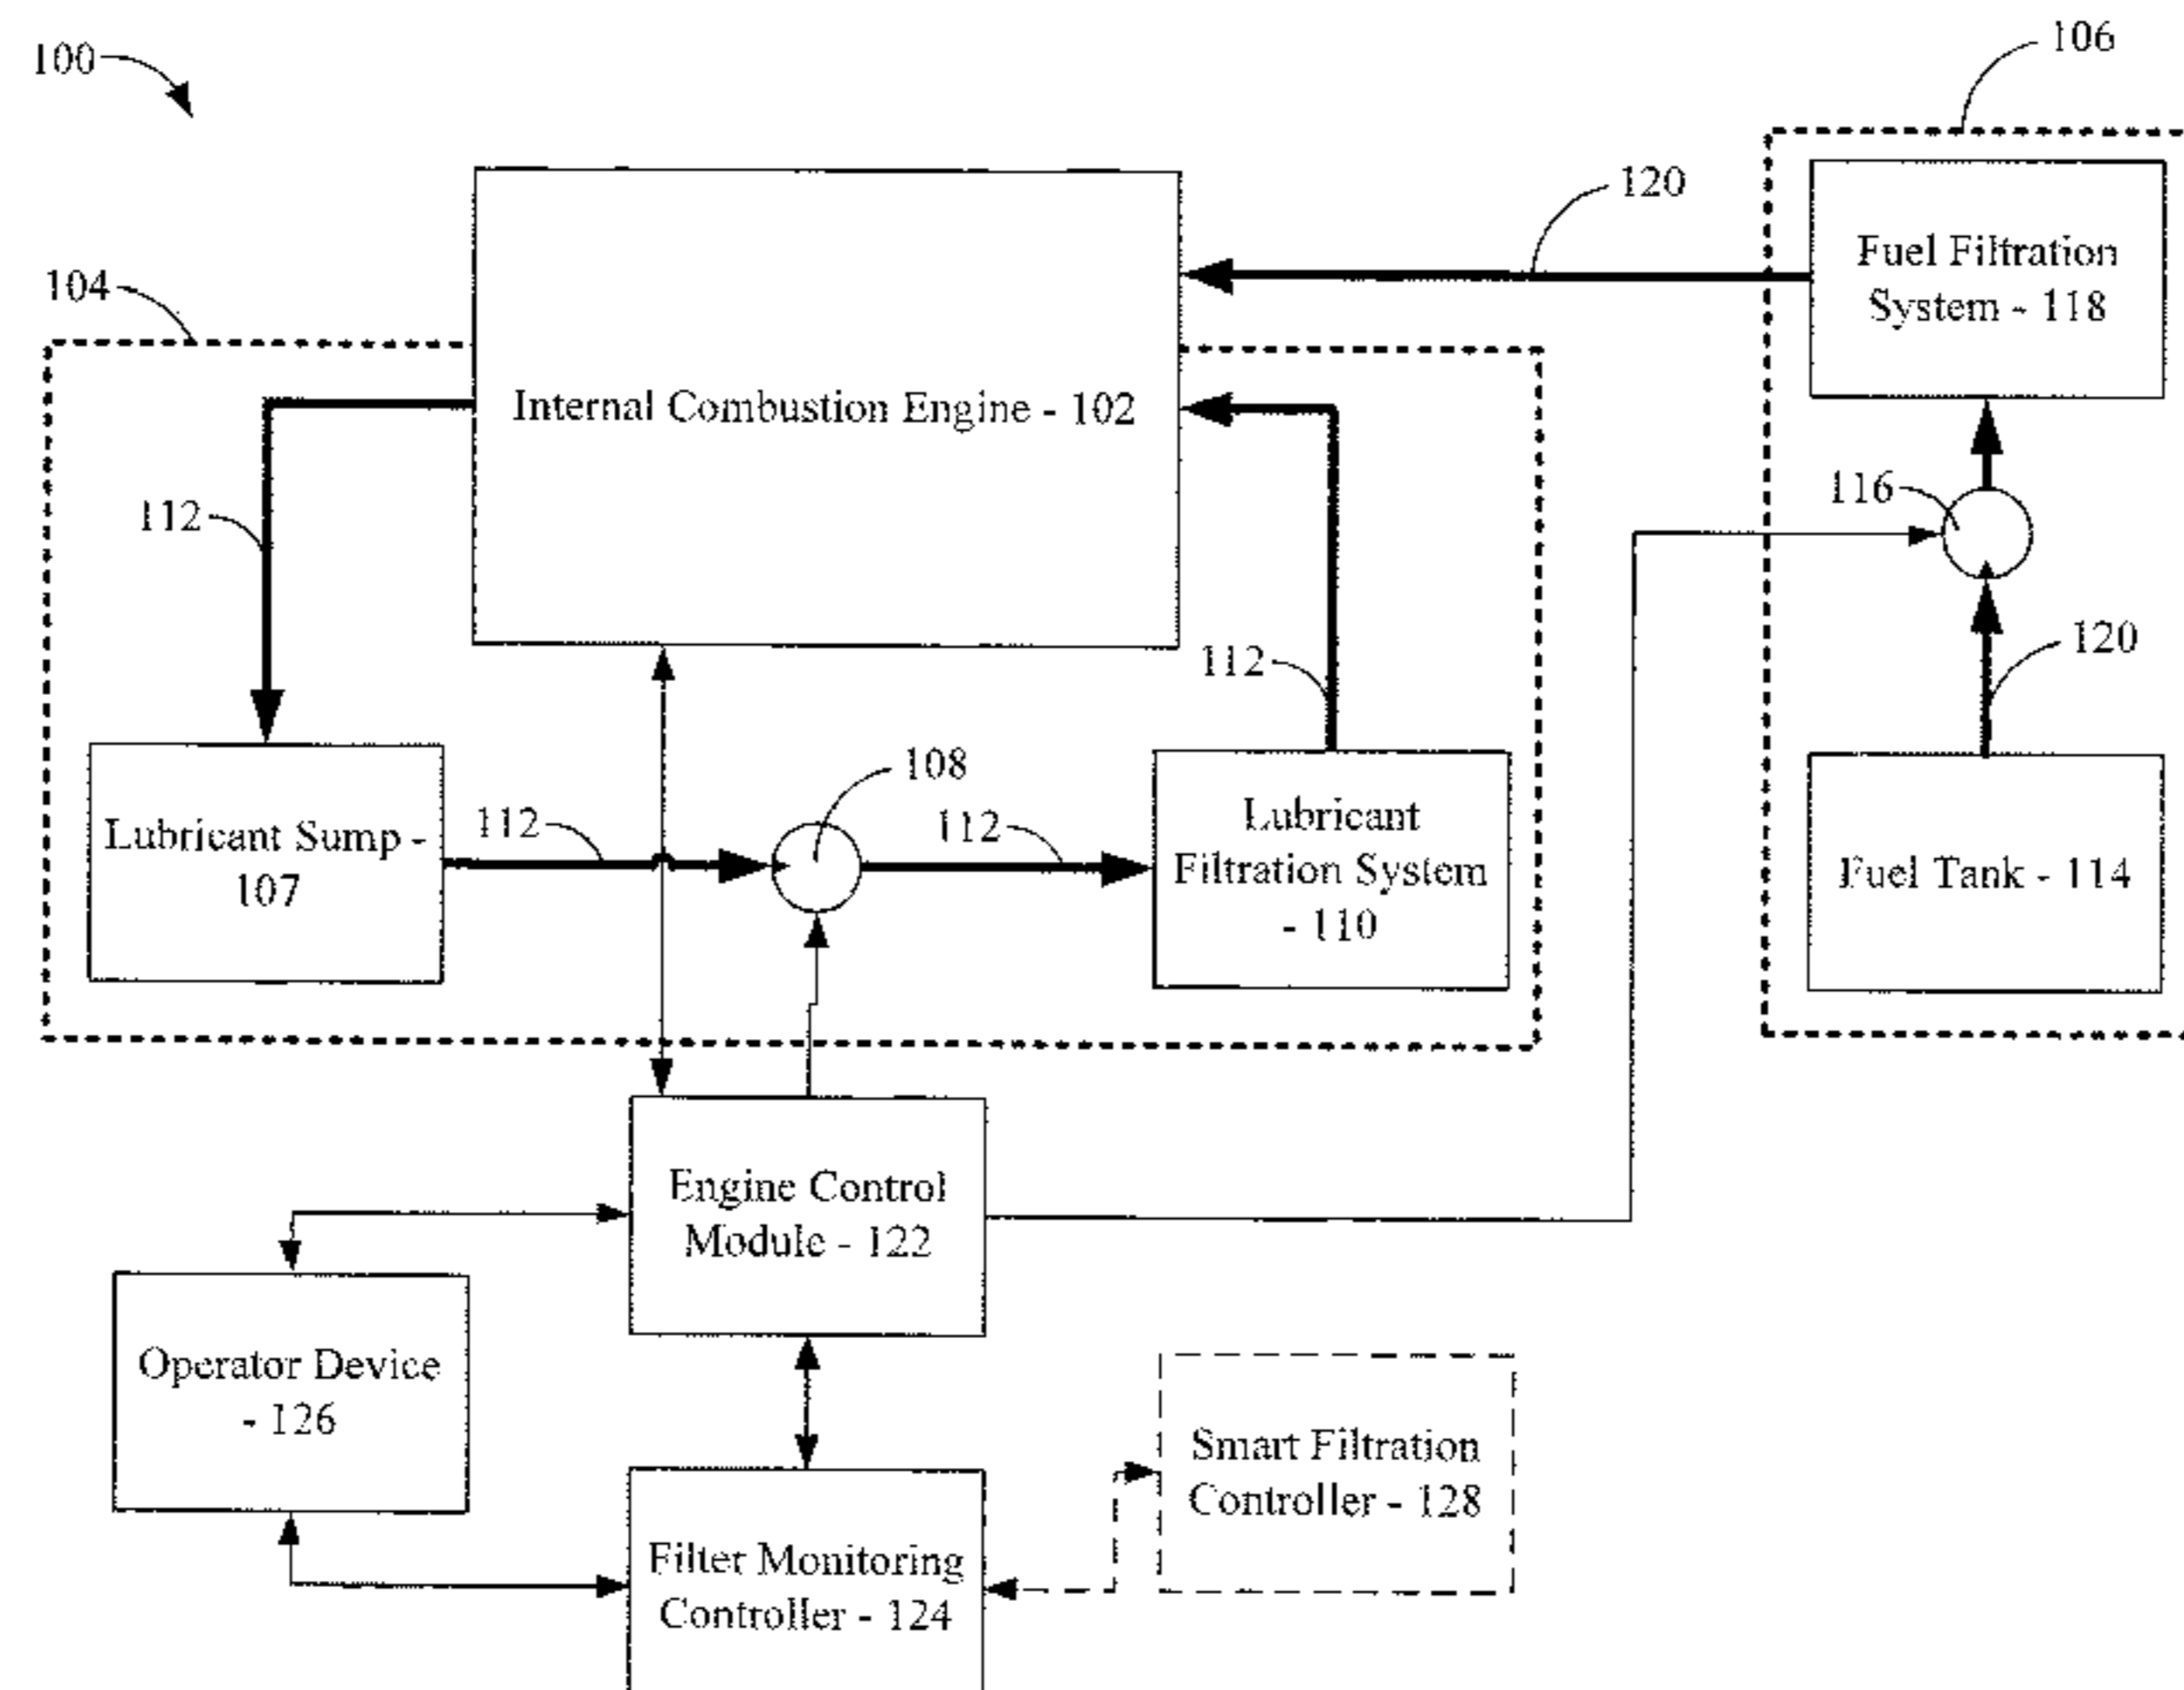 100
106
120
Fuel Filtration
System - 118
104
Internal Combustion Engine - 102
112
116
112
120
108
Lubricant Sump -
107
112
112
Lubricant
Filtration System
- 110
Fuel Tank - 114
Engine Control
Module - 122
Operator Device
- 126
Smart Filtration
Controller - 128
Filter Monitoring
Controller - 124